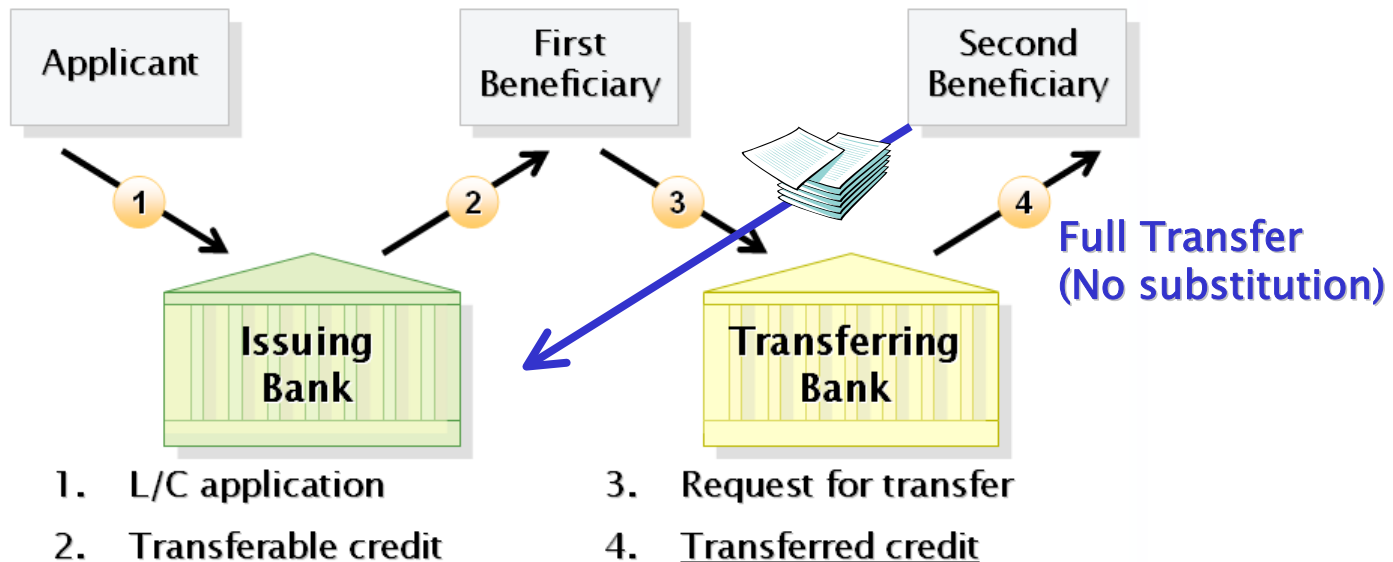 Applicant
First
Beneficiary
Second
Beneficiary
1
2
3
4
Full Transfer
(No substitution)
Issuing
Bank
Transferring
Bank
1. L/C application
2. Transferable credit
3. Request for transfer
4. Transferred credit